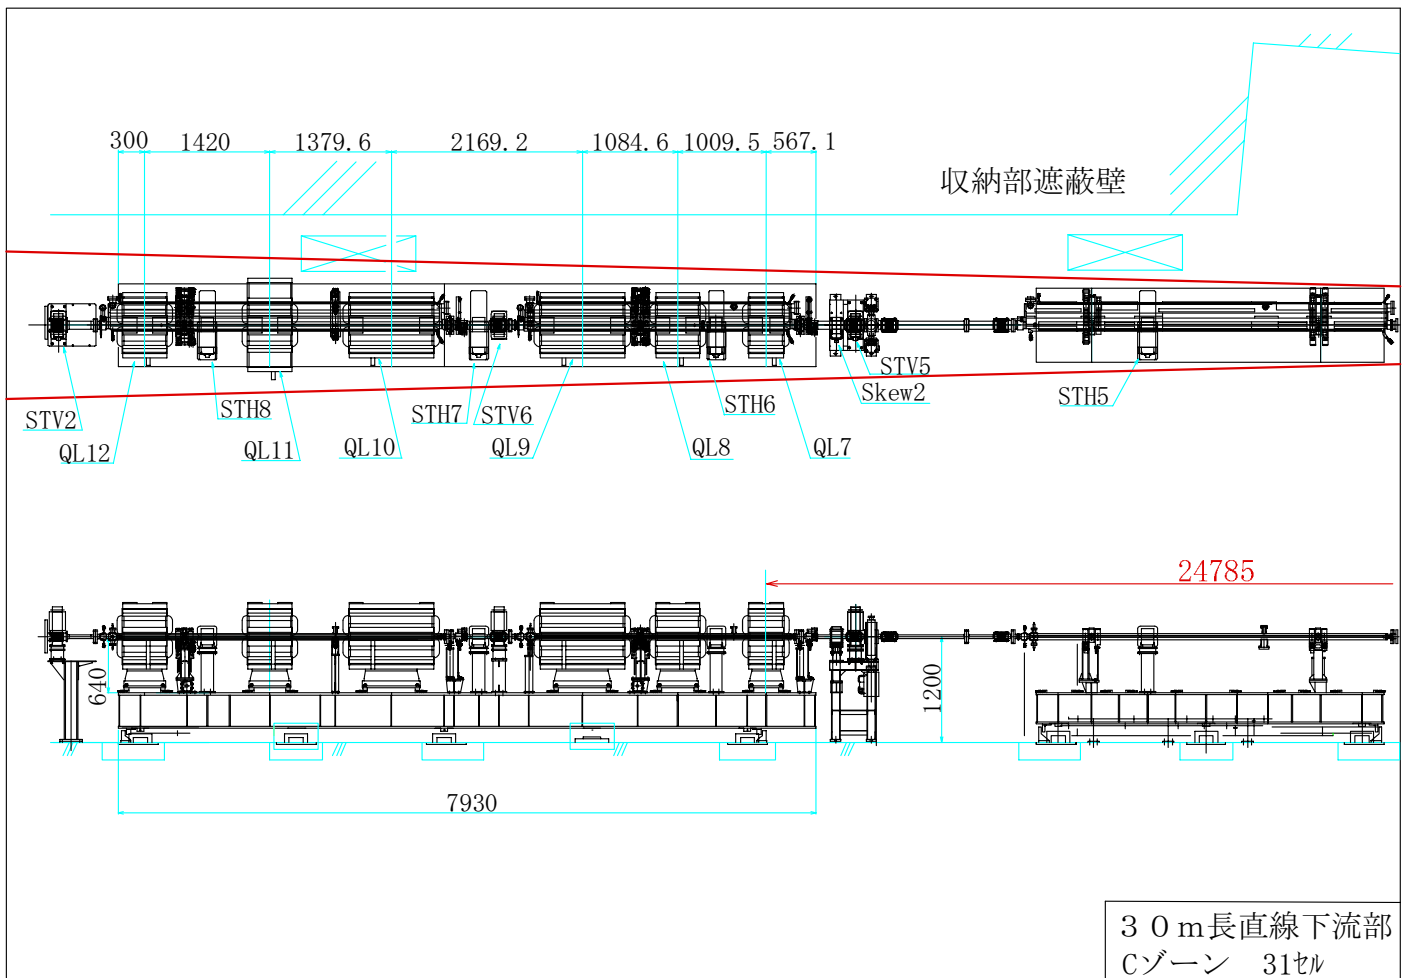 300 1420 1379.6 2169.2 1084.6 1009.5 567.1
収納部遮蔽壁
STV2 QL12 STH8 QL11 QL10 STH7 STV6 QL9 QL8 STH6 QL7 STV5
Skew2
STH5
24785
640 1200
7930
３０ｍ長直線下流部
Cゾーン　31ｾﾙ